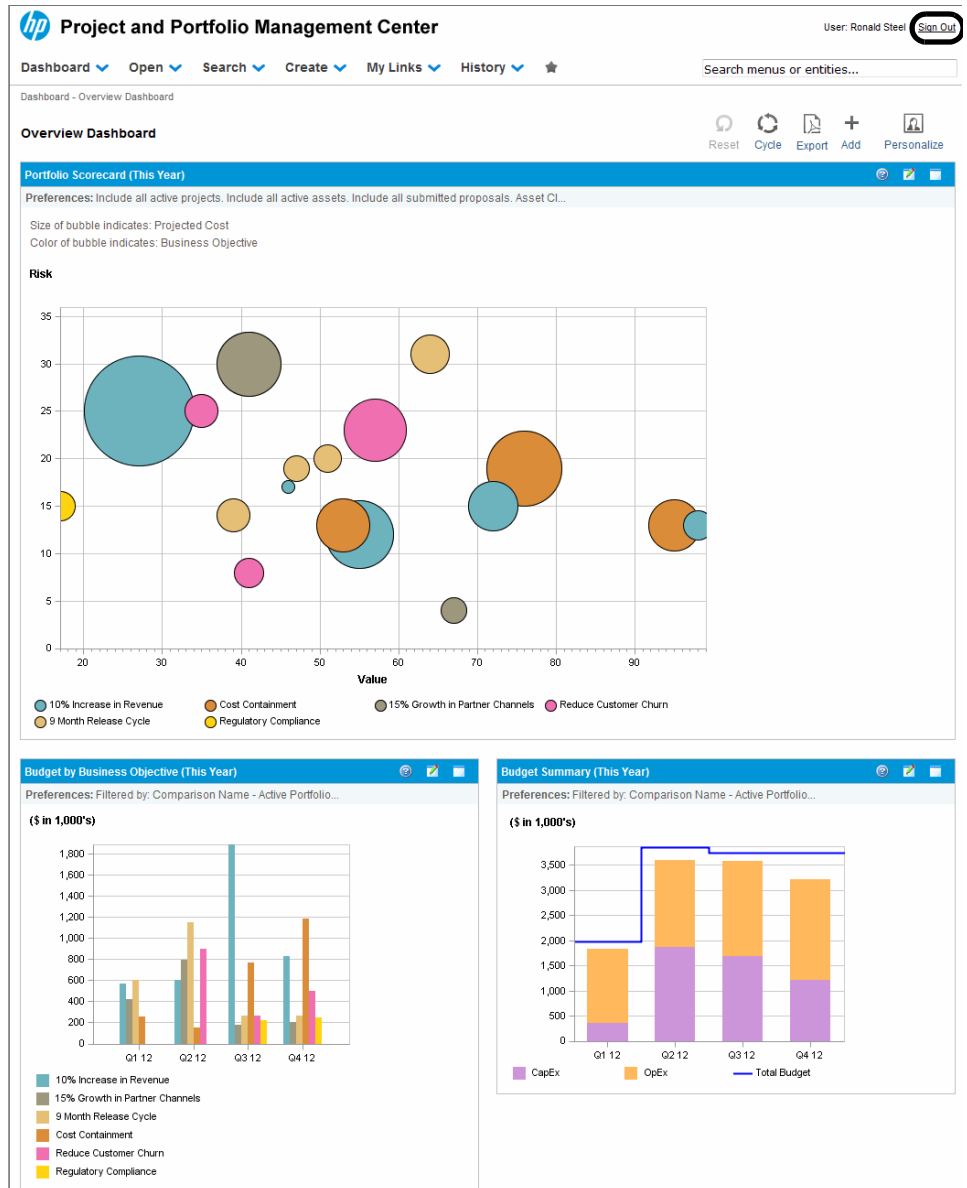 hp Project and Portfolio Management Center
User: Ronald Steel Sign Out
Dashboard Open Search Create My Links History
Search menus or entities...
Dashboard - Overview Dashboard
Overview Dashboard
Reset Cycle Export Add Personalize
Portfolio Scorecard (This Year)
Preferences: Include all active projects. Include all active assets. Include all submitted proposals. Asset Cl...
Size of bubble indicates: Projected Cost
Color of bubble indicates: Business Objective
Risk
35
30
25
20
15
10
5
0
20 30 40 50 60 70 80 90
Value
10% Increase in Revenue Cost Containment 15% Growth in Partner Channels Reduce Customer Churn
9 Month Release Cycle Regulatory Compliance
Budget by Business Objective (This Year)
Preferences: Filtered by: Comparison Name - Active Portfolio...
($ in 1,000's)
1,800
1,600
1,400
1,200
1,000
800
600
400
200
0
Q1 12 Q2 12 Q3 12 Q4 12
10% Increase in Revenue
15% Growth in Partner Channels
9 Month Release Cycle
Cost Containment
Reduce Customer Churn
Regulatory Compliance
Budget Summary (This Year)
Preferences: Filtered by: Comparison Name - Active Portfolio...
($ in 1,000's)
3,500
3,000
2,500
2,000
1,500
1,000
500
0
Q1 12 Q2 12 Q3 12 Q4 12
CapEx OpEx Total Budget